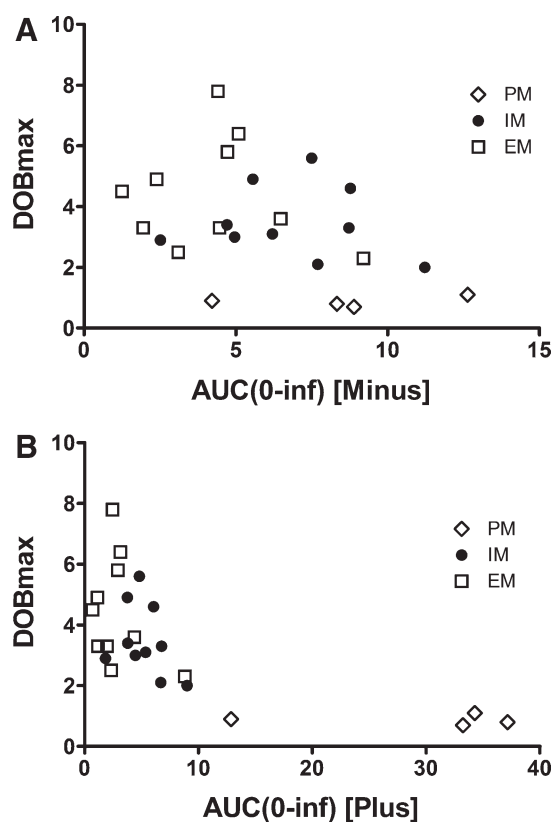 A
10
8
6
4
2
0
DOBmax
PM
IM
EM
0 5 10 15
AUC(0-inf) [Minus]
B
10
8
6
4
2
0
DOBmax
PM
IM
EM
0 10 20 30 40
AUC(0-inf) [Plus]